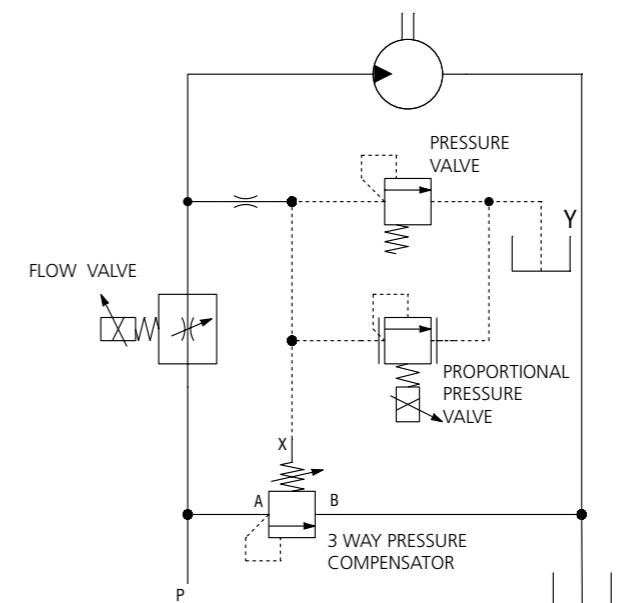 PRESSURE
VALVE
Y
FLOW VALVE
PROPORTIONAL
PRESSURE
VALVE
X
A
B
3 WAY PRESSURE
COMPENSATOR
P